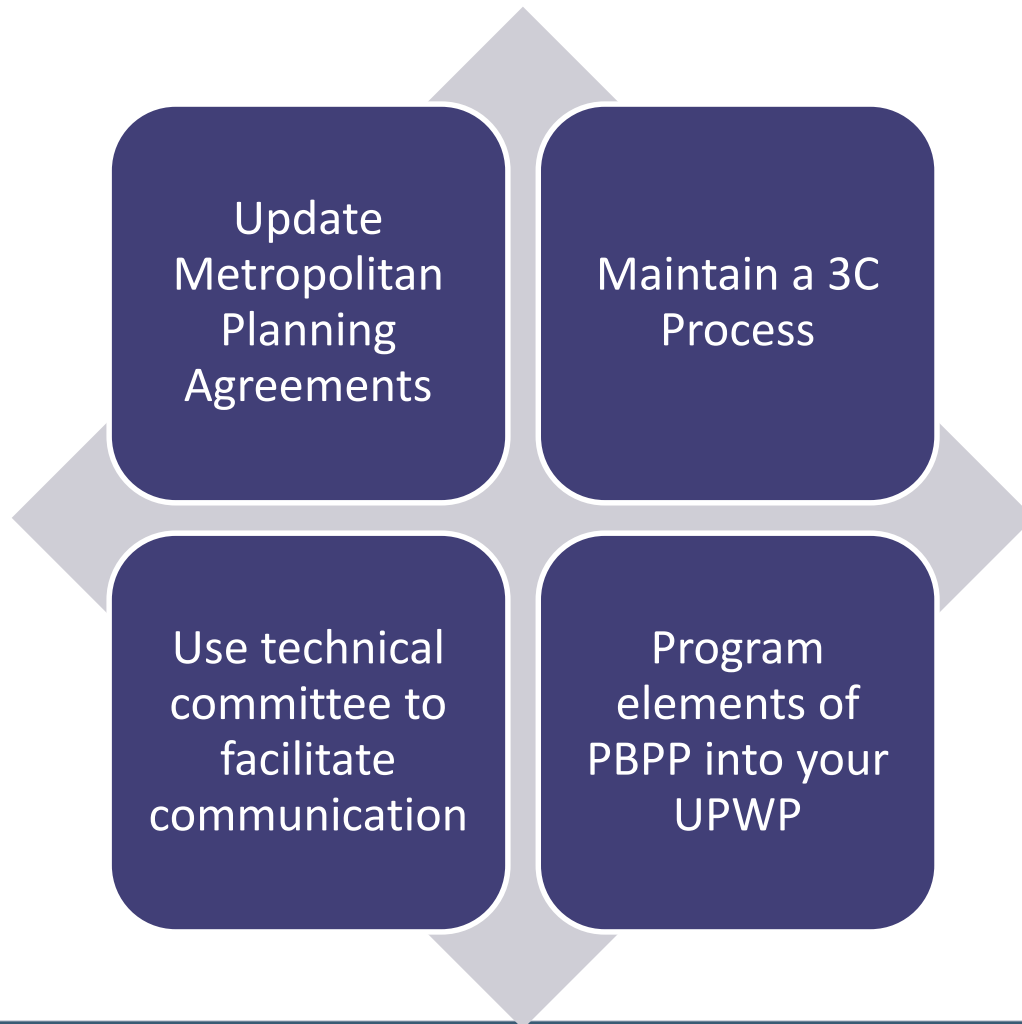 Update
Metropolitan
Planning
Agreements
Maintain a 3C
Process
Use technical
committee to
facilitate
communication
Program
elements of
PBPP into your
UPWP